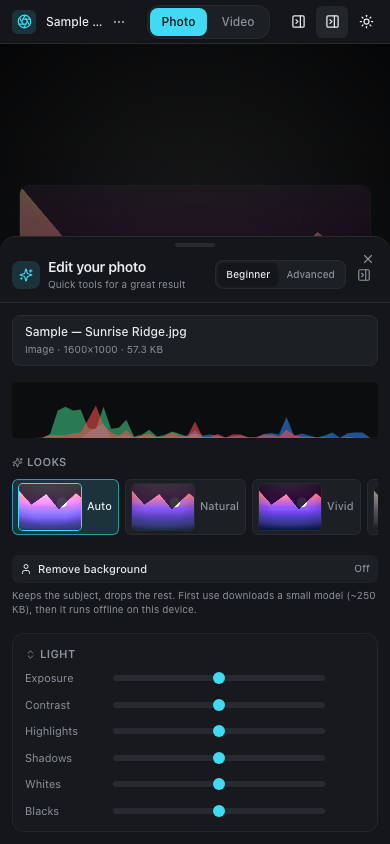 Sample ...
Photo
Video
Edit your photo
Quick tools for a great result
Beginner
Advanced
Sample — Sunrise Ridge.jpg
Image · 1600×1000 · 57.3 KB
LOOKS
Auto
Natural
Vivid
Remove background
Off
Keeps the subject, drops the rest. First use downloads a small model (~250
KB), then it runs offline on this device.
LIGHT
Exposure
Contrast
Highlights
Shadows
Whites
Blacks